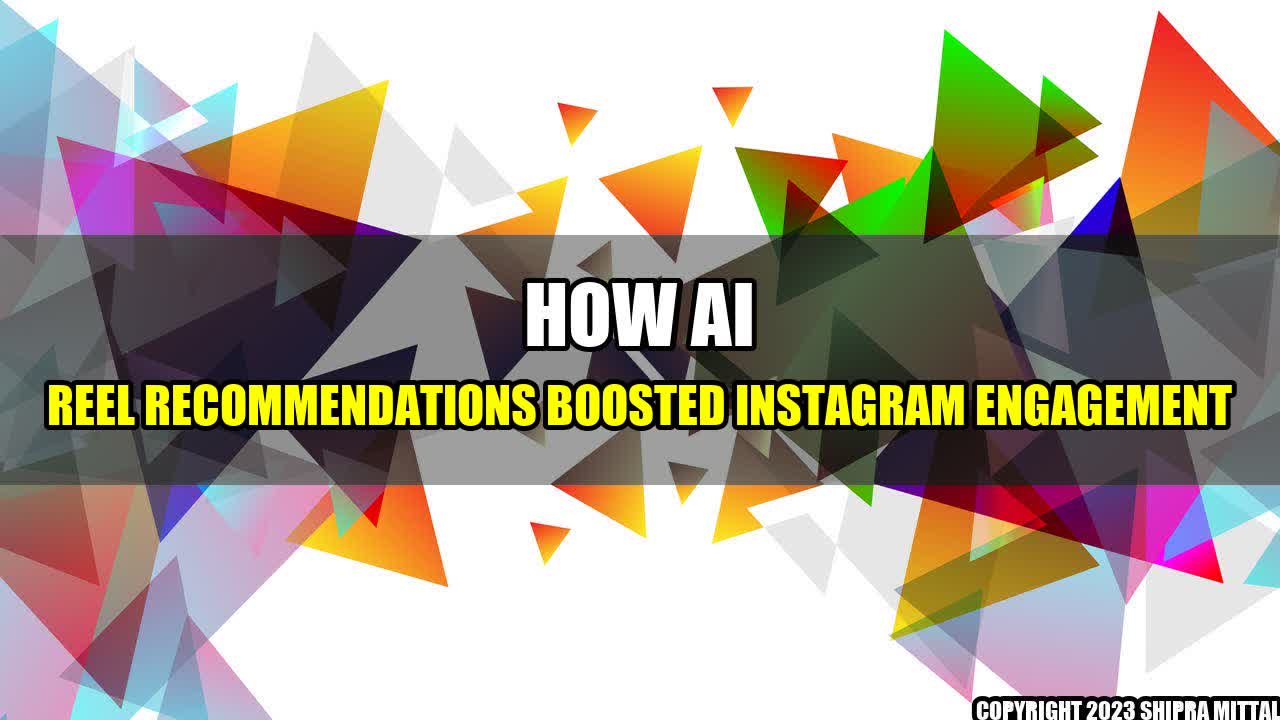 HOW AI
REEL RECOMMENDATIONS BOOSTED INSTAGRAM ENGAGEMENT
COPYRIGHT 2023 SHIPRA MITTAL